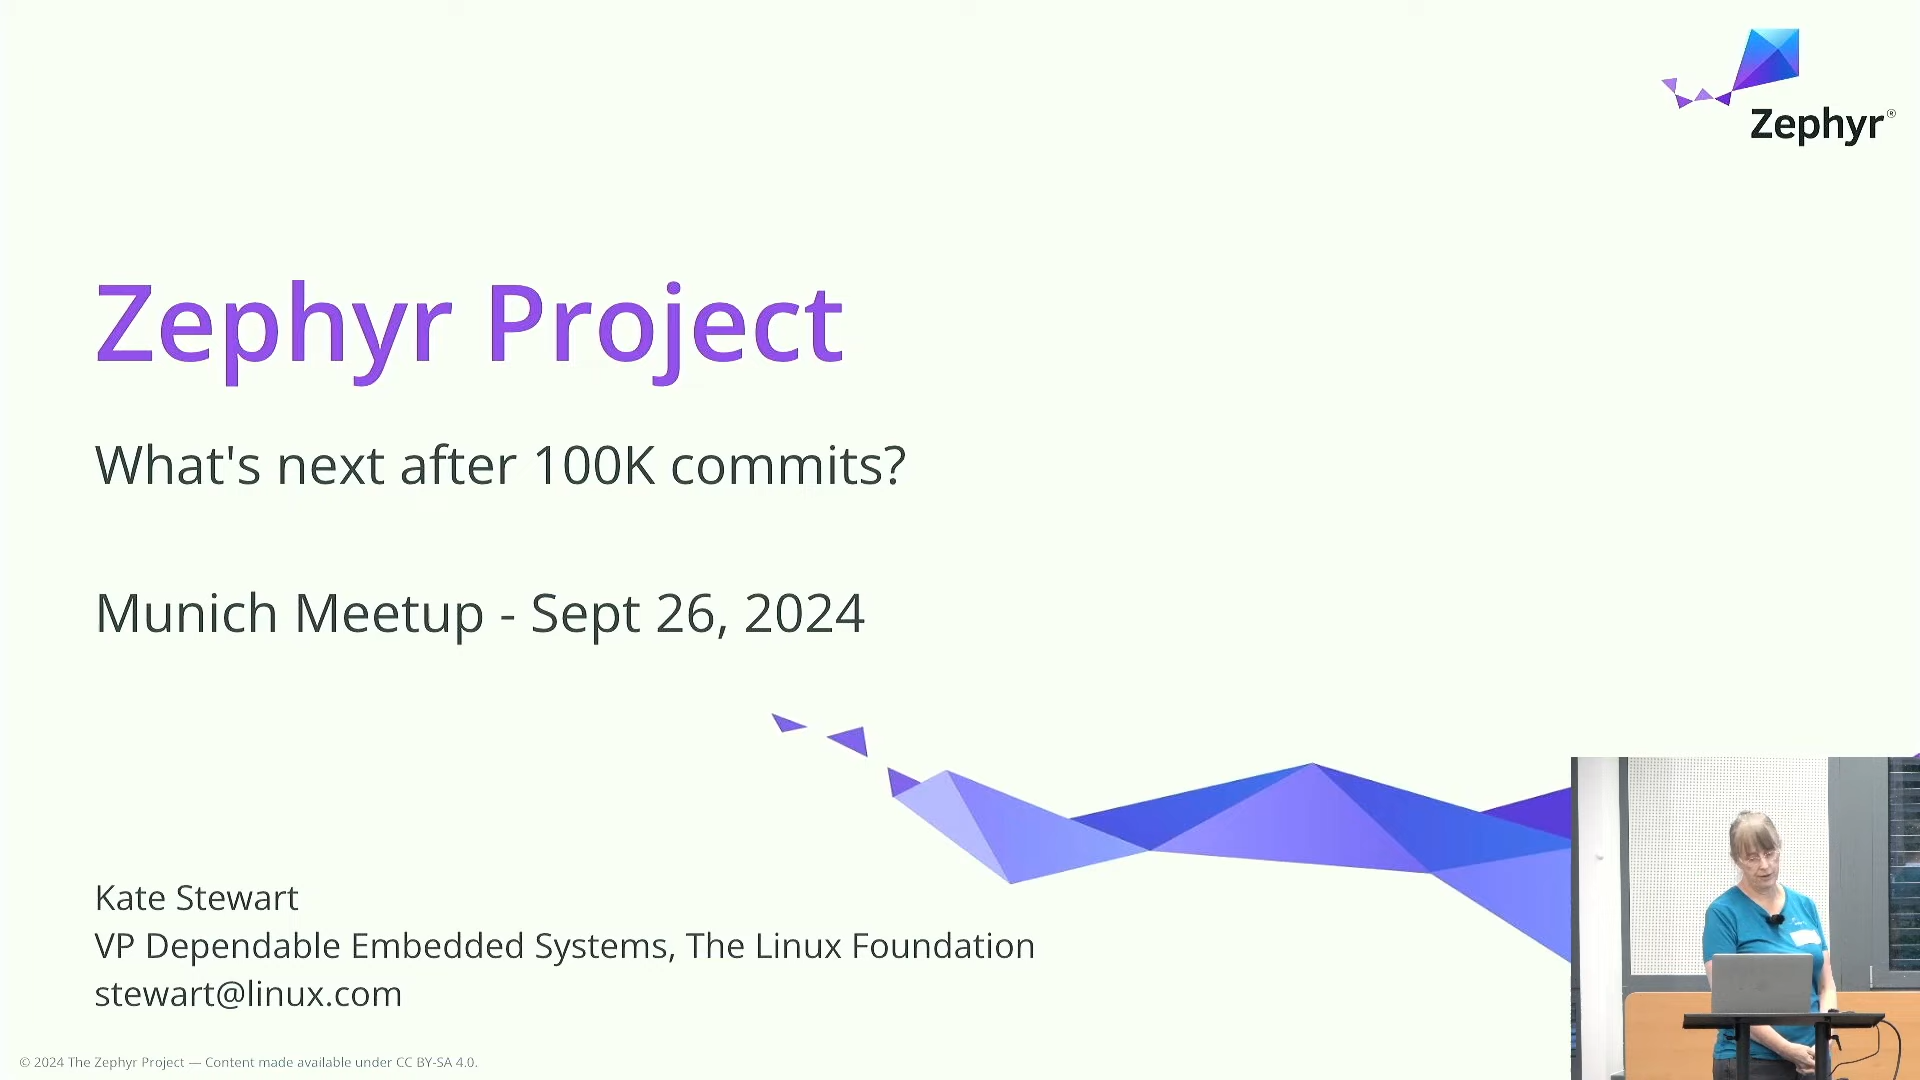 Zephyr®
Zephyr Project
What's next after 100K commits?
Munich Meetup - Sept 26, 2024
Kate Stewart
VP Dependable Embedded Systems, The Linux Foundation
stewart@linux.com
© 2024 The Zephyr Project — Content made available under CC BY-SA 4.0.